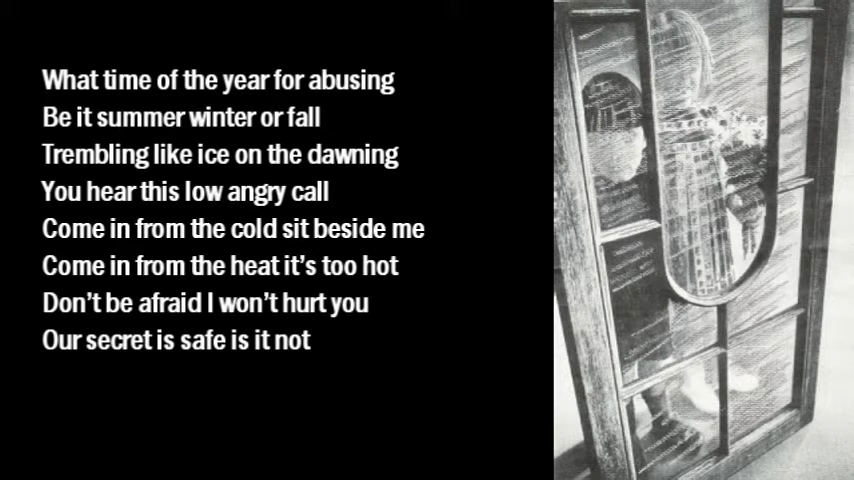 What time of the year for abusing
Be it summer winter or fall
Trembling like ice on the dawning
You hear this low angry call
Come in from the cold sit beside me
Come in from the heat it's too hot
Don't be afraid I won't hurt you
Our secret is safe is it not